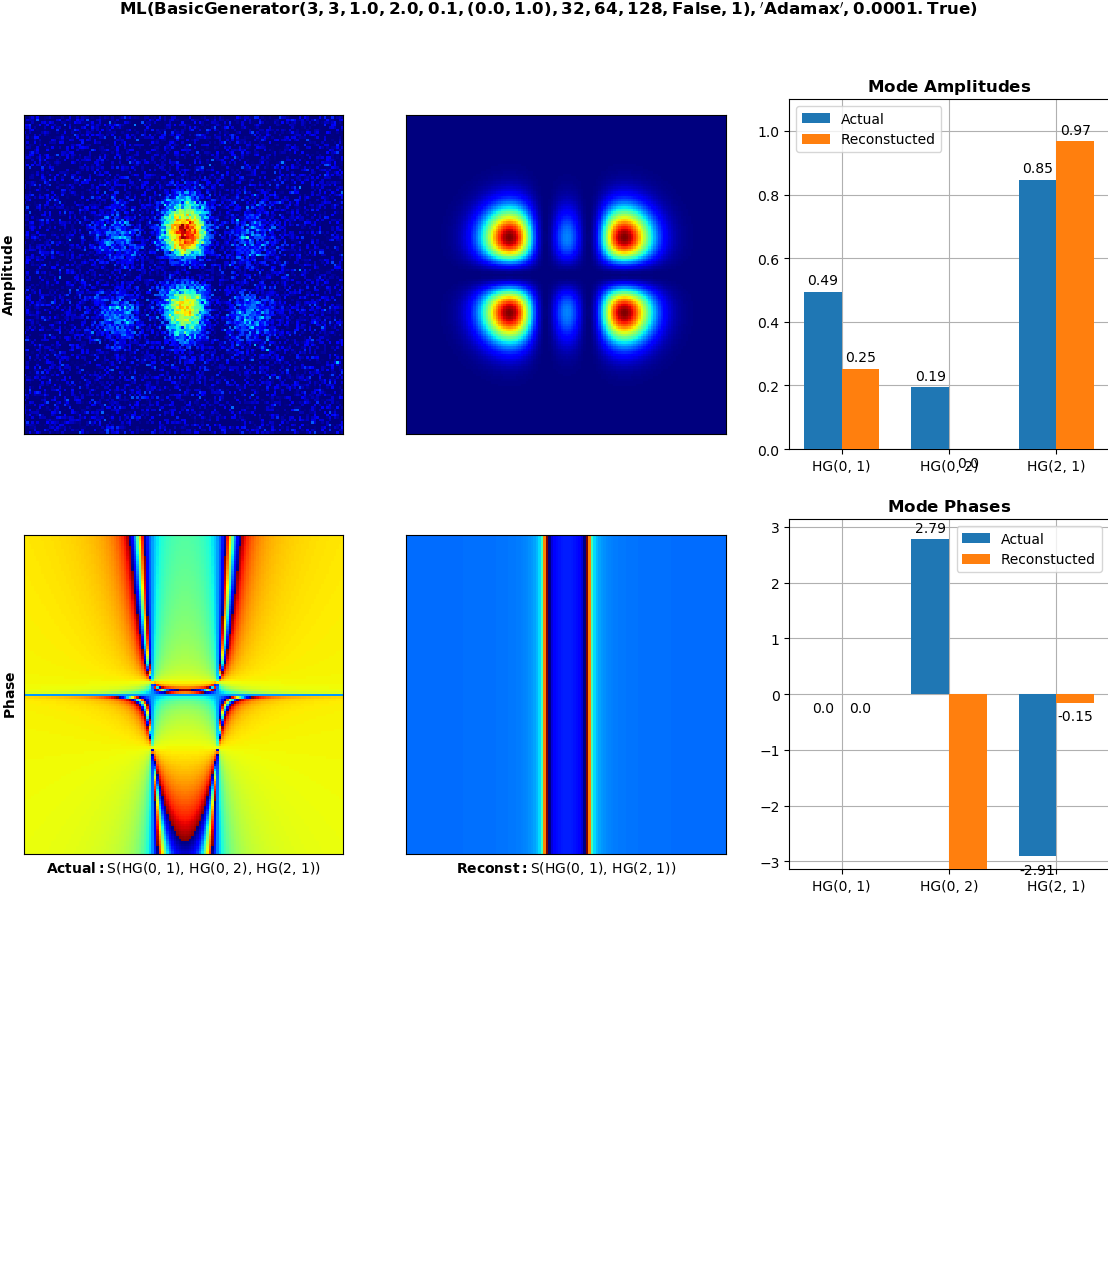 ML(BasicGenerator(3, 3, 1.0, 2.0, 0.1, (0.0, 1.0), 32, 64, 128, False, 1), ′Adamax′, 0.0001. True)
Mode Amplitudes
Actual
Reconstucted
1.0
0.8
0.6
0.4
0.2
0.0
0.49
0.25
0.19
0.0
0.85
0.97
HG(0, 1)
HG(0, 2)
HG(2, 1)
Amplitude
Mode Phases
Actual
Reconstucted
3
2
1
0
−1
−2
−3
0.0
0.0
2.79
-2.91
-0.15
HG(0, 1)
HG(0, 2)
HG(2, 1)
Phase
Actual: S(HG(0, 1), HG(0, 2), HG(2, 1))
Reconst: S(HG(0, 1), HG(2, 1))